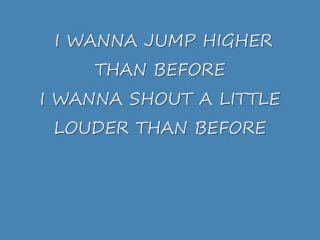 I WANNA JUMP HIGHER
THAN BEFORE
I WANNA SHOUT A LITTLE
LOUDER THAN BEFORE